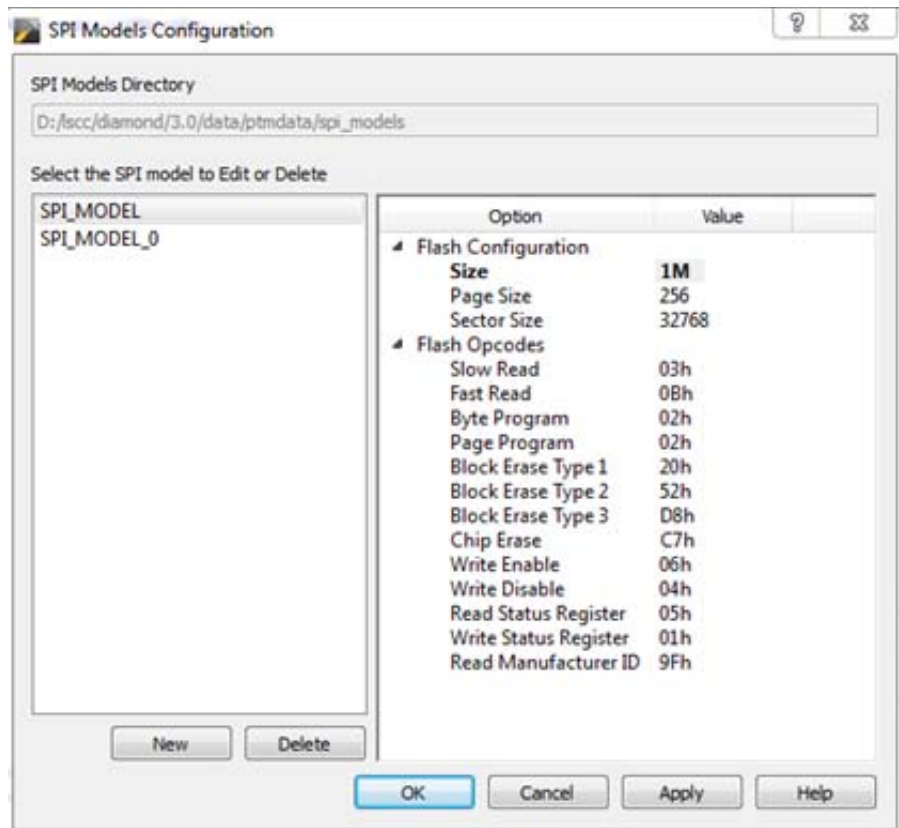 SPI Models Configuration
SPI Models Directory
D:/lscc/diamond/3.0/data/ptmdata/spi_models
Select the SPI model to Edit or Delete
SPI_MODEL
SPI_MODEL_0
Option Value
Flash Configuration
Size 1M
Page Size 256
Sector Size 32768
Flash Opcodes
Slow Read 03h
Fast Read 0Bh
Byte Program 02h
Page Program 02h
Block Erase Type 1 20h
Block Erase Type 2 52h
Block Erase Type 3 D8h
Chip Erase C7h
Write Enable 06h
Write Disable 04h
Read Status Register 05h
Write Status Register 01h
Read Manufacturer ID 9Fh
New Delete
OK Cancel Apply Help